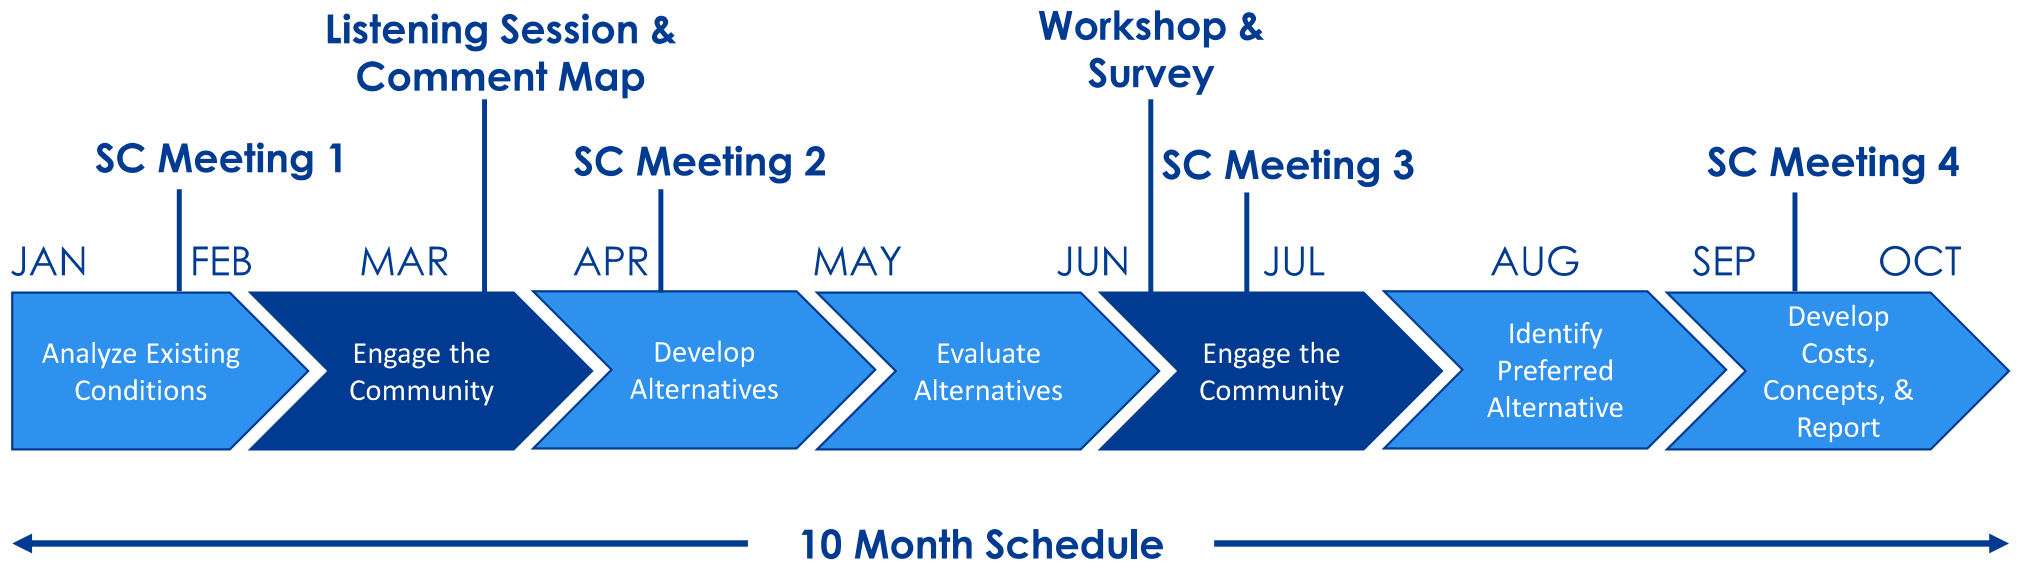 Listening Session &
Comment Map
Workshop &
Survey
SC Meeting 1
SC Meeting 2
SC Meeting 3
SC Meeting 4
JAN
FEB
MAR
APR
MAY
JUN
JUL
AUG
SEP
OCT
Analyze Existing
Conditions
Engage the
Community
Develop
Alternatives
Evaluate
Alternatives
Engage the
Community
Identify
Preferred
Alternative
Develop
Costs,
Concepts, &
Report
10 Month Schedule